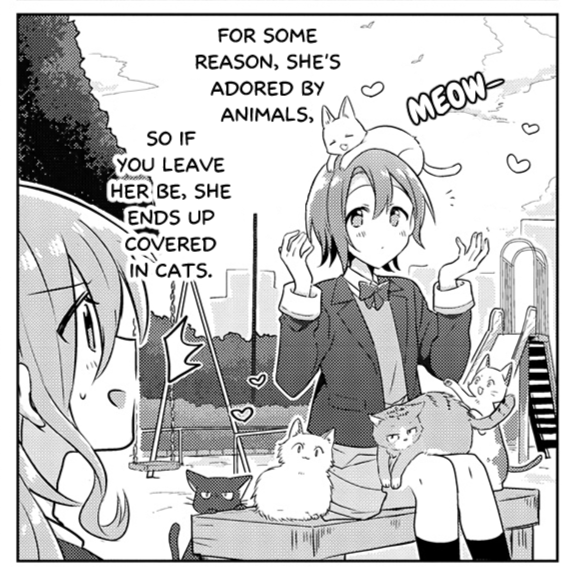 FOR SOME
REASON, SHE'S
ADORED BY
ANIMALS,
MEOW-
SO IF
YOU LEAVE
HER BE, SHE
ENDS UP
COVERED
IN CATS.